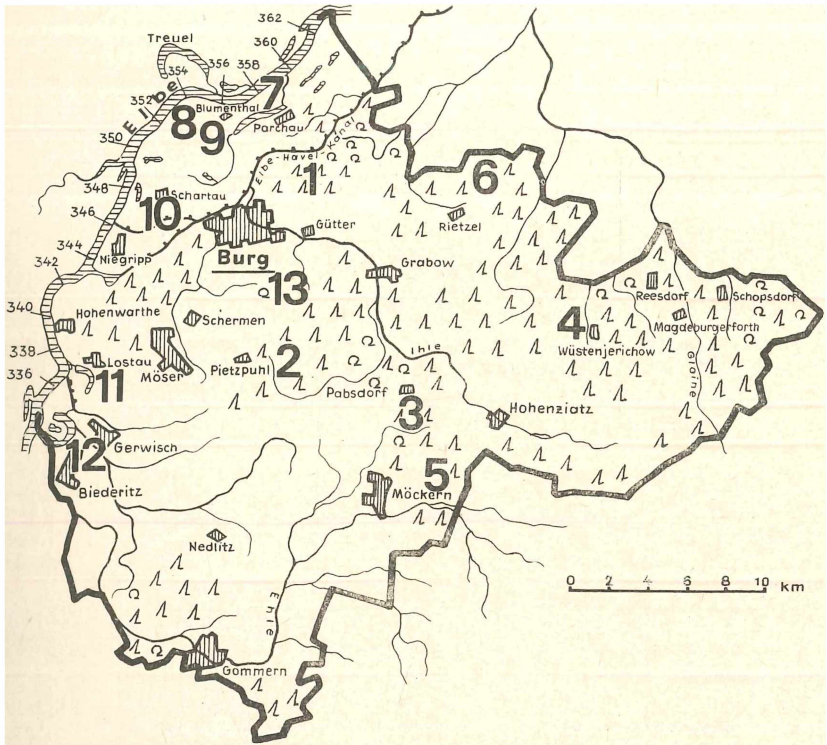 362
Treuel
360
356
358
354
7
352
Blumenthal
Elbe
8
9
Parchau
350
Elbe-Havel-Kanal
348
1
6
Schartau
346
10
Rietzel
Gütter
344
Niegripp
Burg
342
Grabow
13
Reesdorf
Schopsdorf
340
Hohenwarthe
Schermen
4
Magdeburgerforth
338
Wüstenjerichow
Lostau
Möser
Pietzpuhl
2
Ihle
Gloine
336
11
Pabsdorf
3
Hohenziatz
Gerwisch
12
5
Biederitz
Möckern
Nedlitz
0 2 4 6 8 10 km
Ehle
Gommern